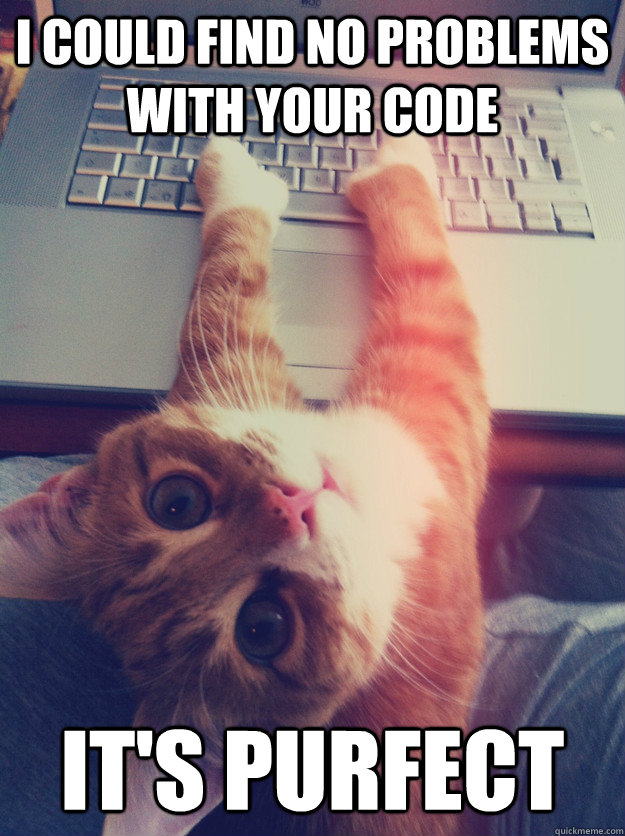 I COULD FIND NO PROBLEMS
WITH YOUR CODE
IT'S PURFECT
quickmeme.com